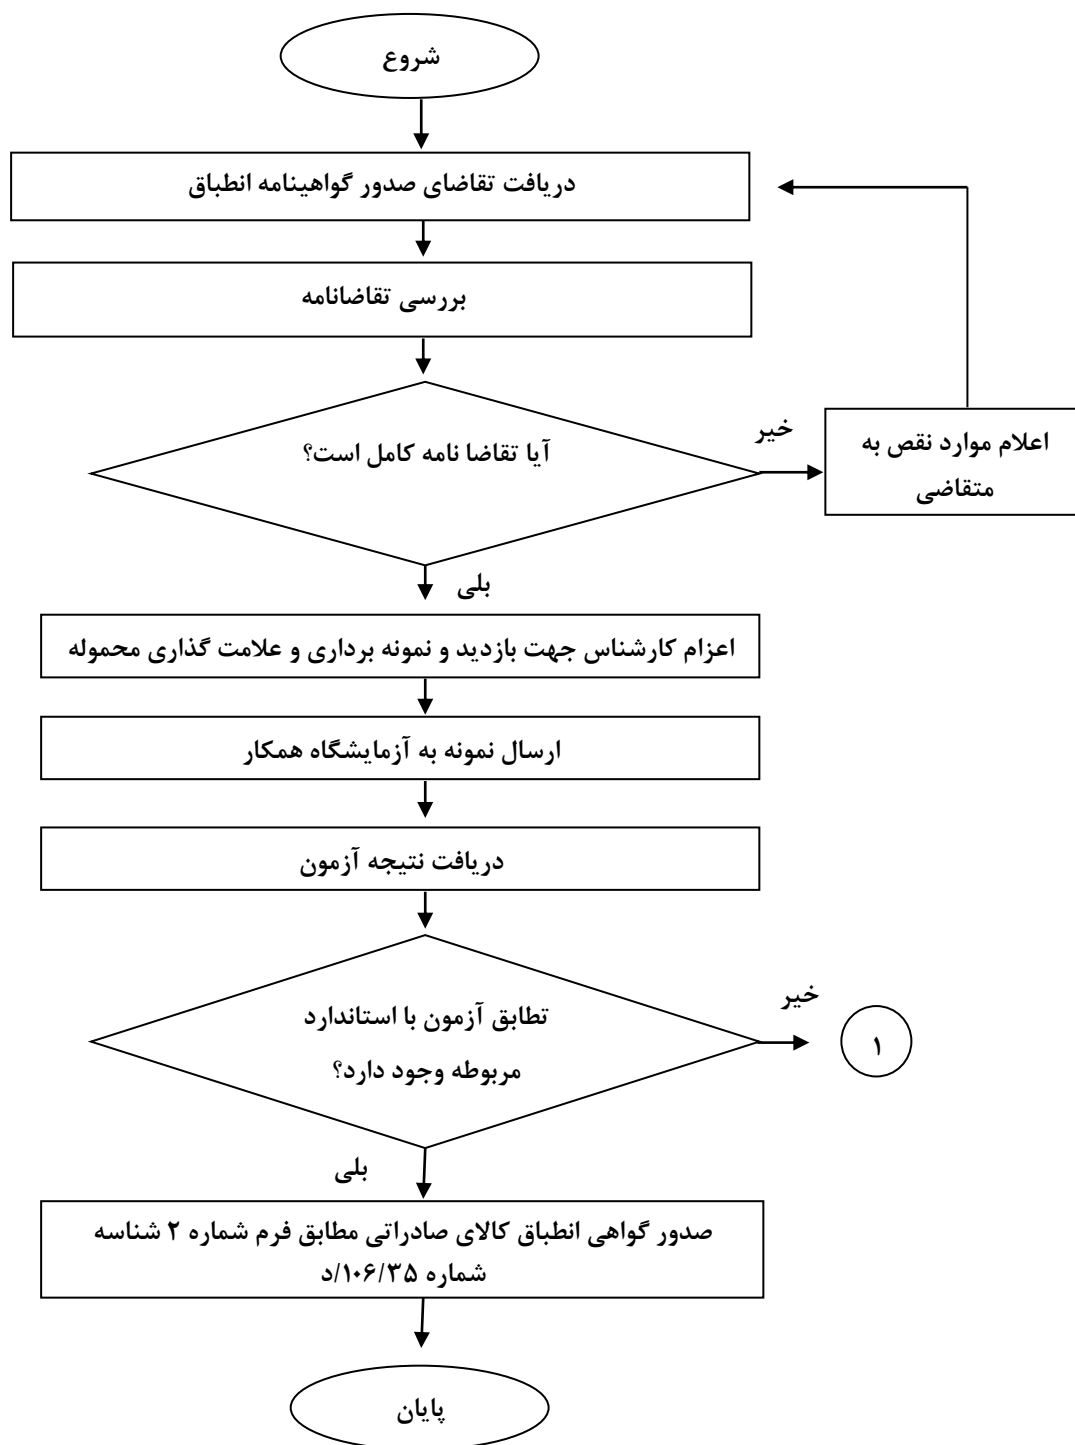 شروع
دریافت تقاضای صدور گواهینامه انطباق
بررسی تقاضانامه
آیا تقاضا نامه کامل است؟
خیر
اعلام موارد نقص به
متقاضی
بلی
اعزام کارشناس جهت بازدید و نمونه برداری و علامت گذاری محموله
ارسال نمونه به آزمایشگاه همکار
دریافت نتیجه آزمون
تطابق آزمون با استاندارد
مربوطه وجود دارد؟
خیر
۱
بلی
صدور گواهی انطباق کالای صادراتی مطابق فرم شماره ۲ شناسه
شماره ۱۰۶/۳۵/د
پایان